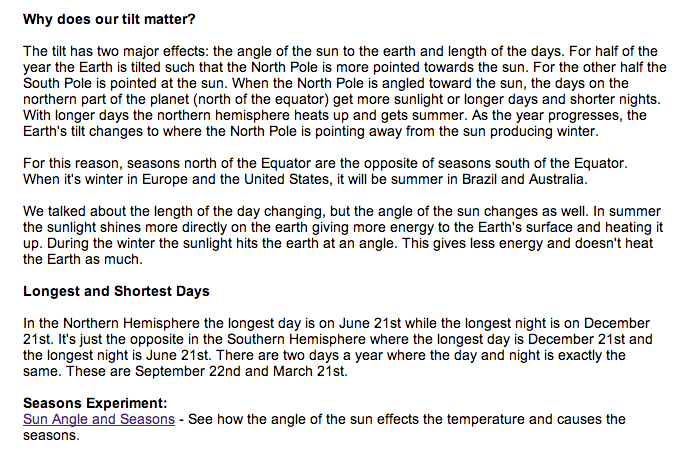 Why does our tilt matter?
The tilt has two major effects: the angle of the sun to the earth and length of the days. For half of the
year the Earth is tilted such that the North Pole is more pointed towards the sun. For the other half the
South Pole is pointed at the sun. When the North Pole is angled toward the sun, the days on the
northern part of the planet (north of the equator) get more sunlight or longer days and shorter nights.
With longer days the northern hemisphere heats up and gets summer. As the year progresses, the
Earth's tilt changes to where the North Pole is pointing away from the sun producing winter.
For this reason, seasons north of the Equator are the opposite of seasons south of the Equator.
When it's winter in Europe and the United States, it will be summer in Brazil and Australia.
We talked about the length of the day changing, but the angle of the sun changes as well. In summer
the sunlight shines more directly on the earth giving more energy to the Earth's surface and heating it
up. During the winter the sunlight hits the earth at an angle. This gives less energy and doesn't heat
the Earth as much.
Longest and Shortest Days
In the Northern Hemisphere the longest day is on June 21st while the longest night is on December
21st. It's just the opposite in the Southern Hemisphere where the longest day is December 21st and
the longest night is June 21st. There are two days a year where the day and night is exactly the
same. These are September 22nd and March 21st.
Seasons Experiment:
Sun Angle and Seasons - See how the angle of the sun effects the temperature and causes the
seasons.